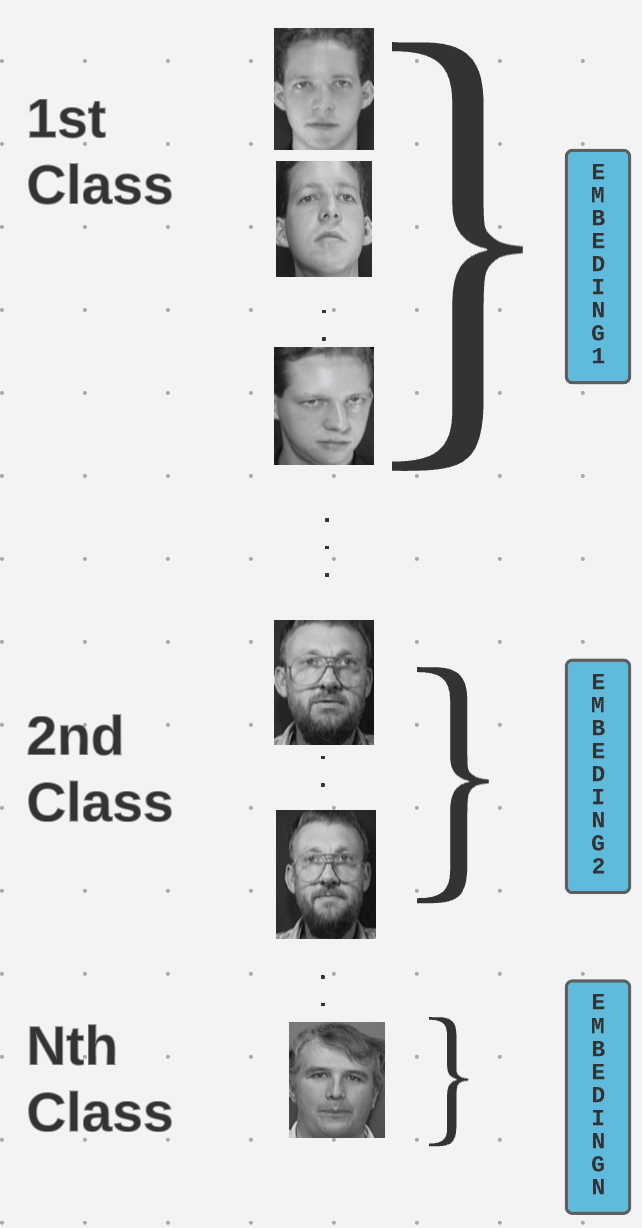 1st
Class
EMBEDING1
2nd
Class
EMBEDING2
Nth
Class
EMBEDINGN